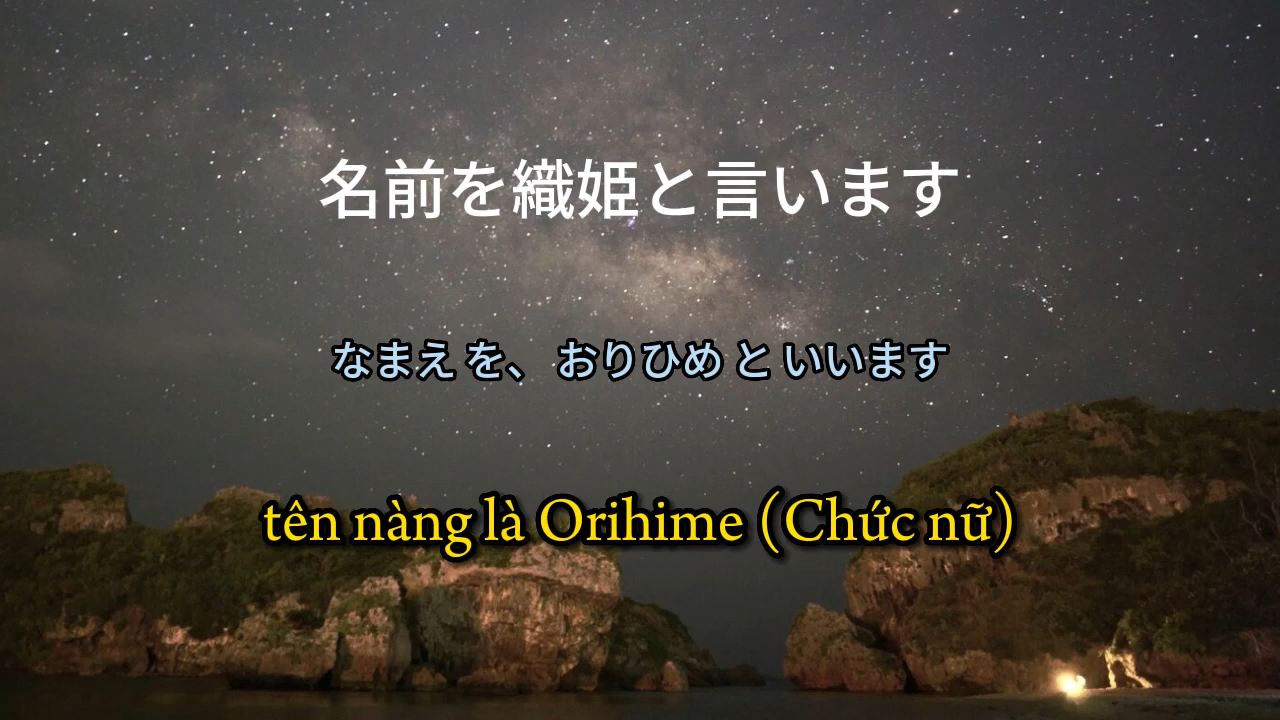 名前を織姫と言います
なまえ を、 おりひめ と いいます
tên nàng là Orihime (Chức nữ)